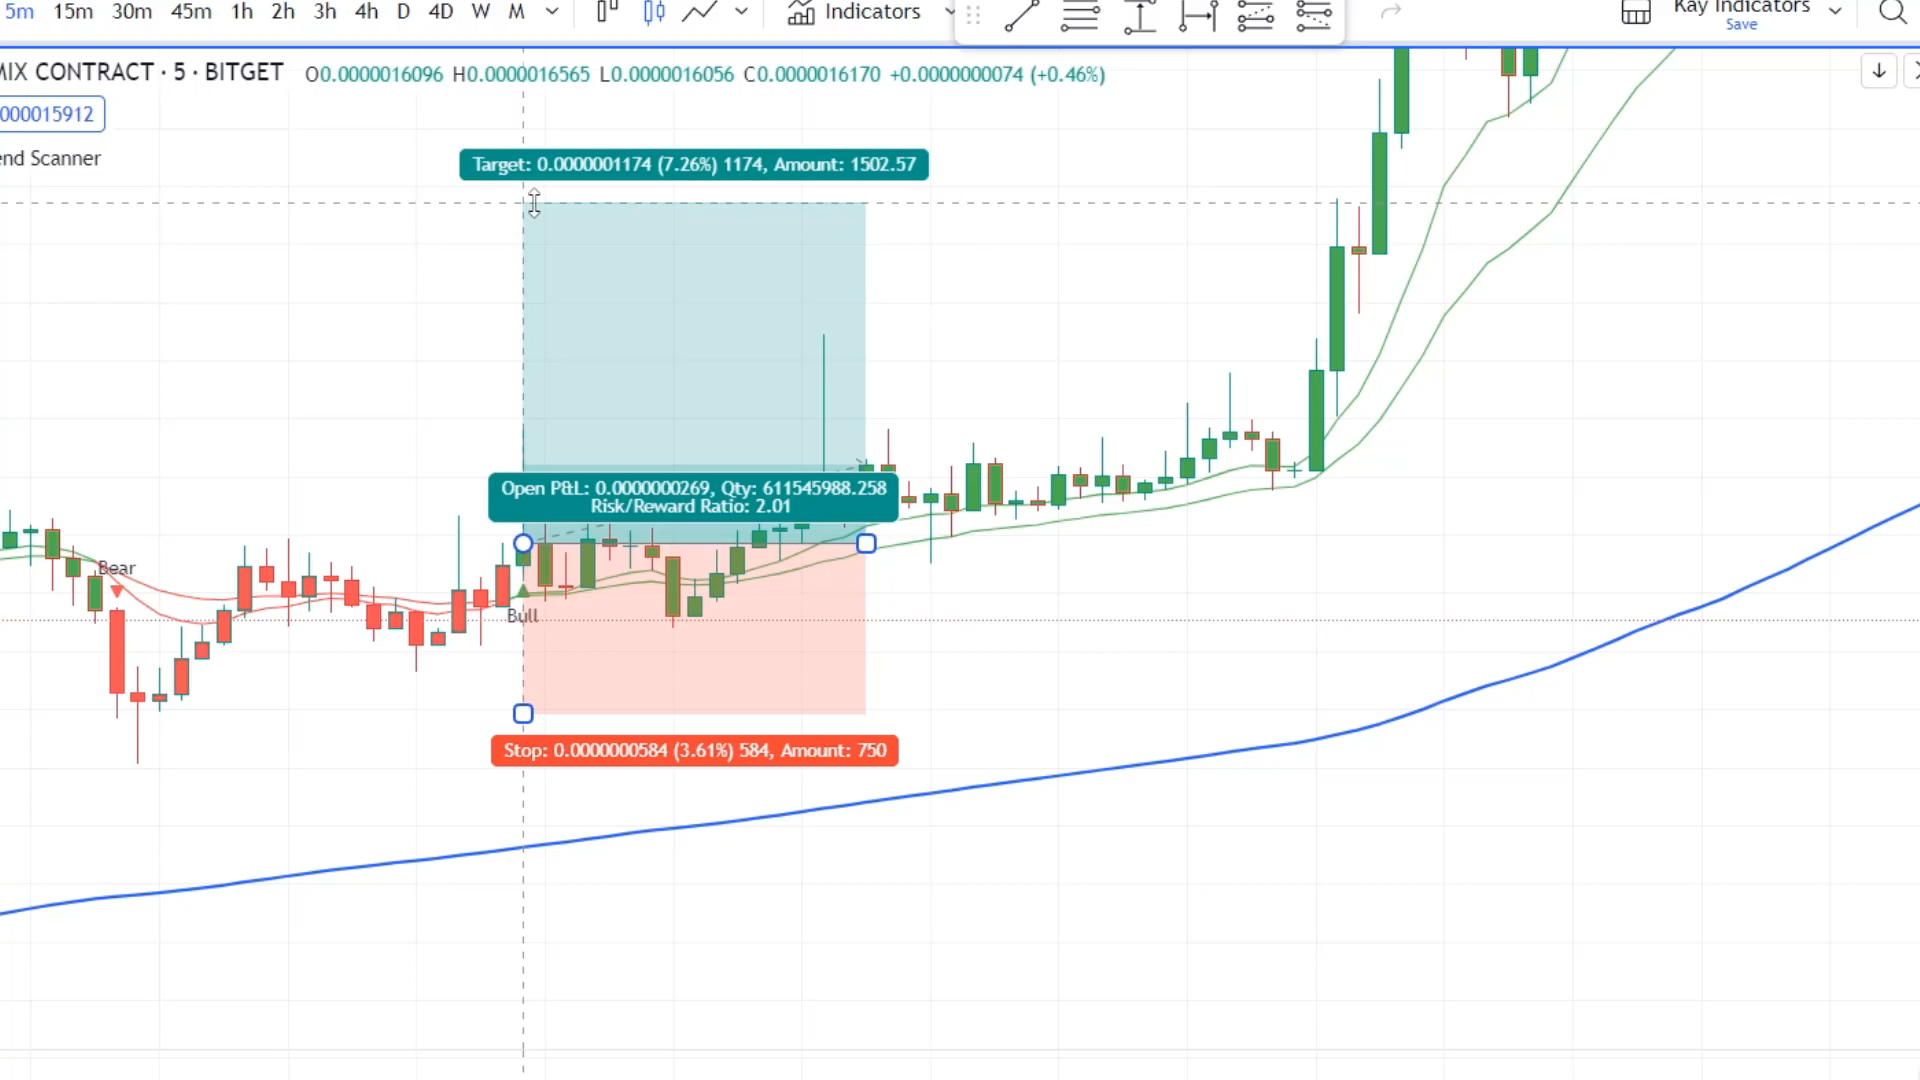 5m 15m 30m 45m 1h 2h 3h 4h D 4D W M Indicators Kay Indicators
Save
MIX CONTRACT · 5 · BITGET O0.0000016096 H0.0000016565 L0.0000016056 C0.0000016170 +0.0000000074 (+0.46%)
000015912
end Scanner
Target: 0.0000001174 (7.26%) 1174, Amount: 1502.57
Open P&L: 0.0000000269, Qty: 611545988.258
Risk/Reward Ratio: 2.01
Bear
Bull
Stop: 0.0000000584 (3.61%) 584, Amount: 750